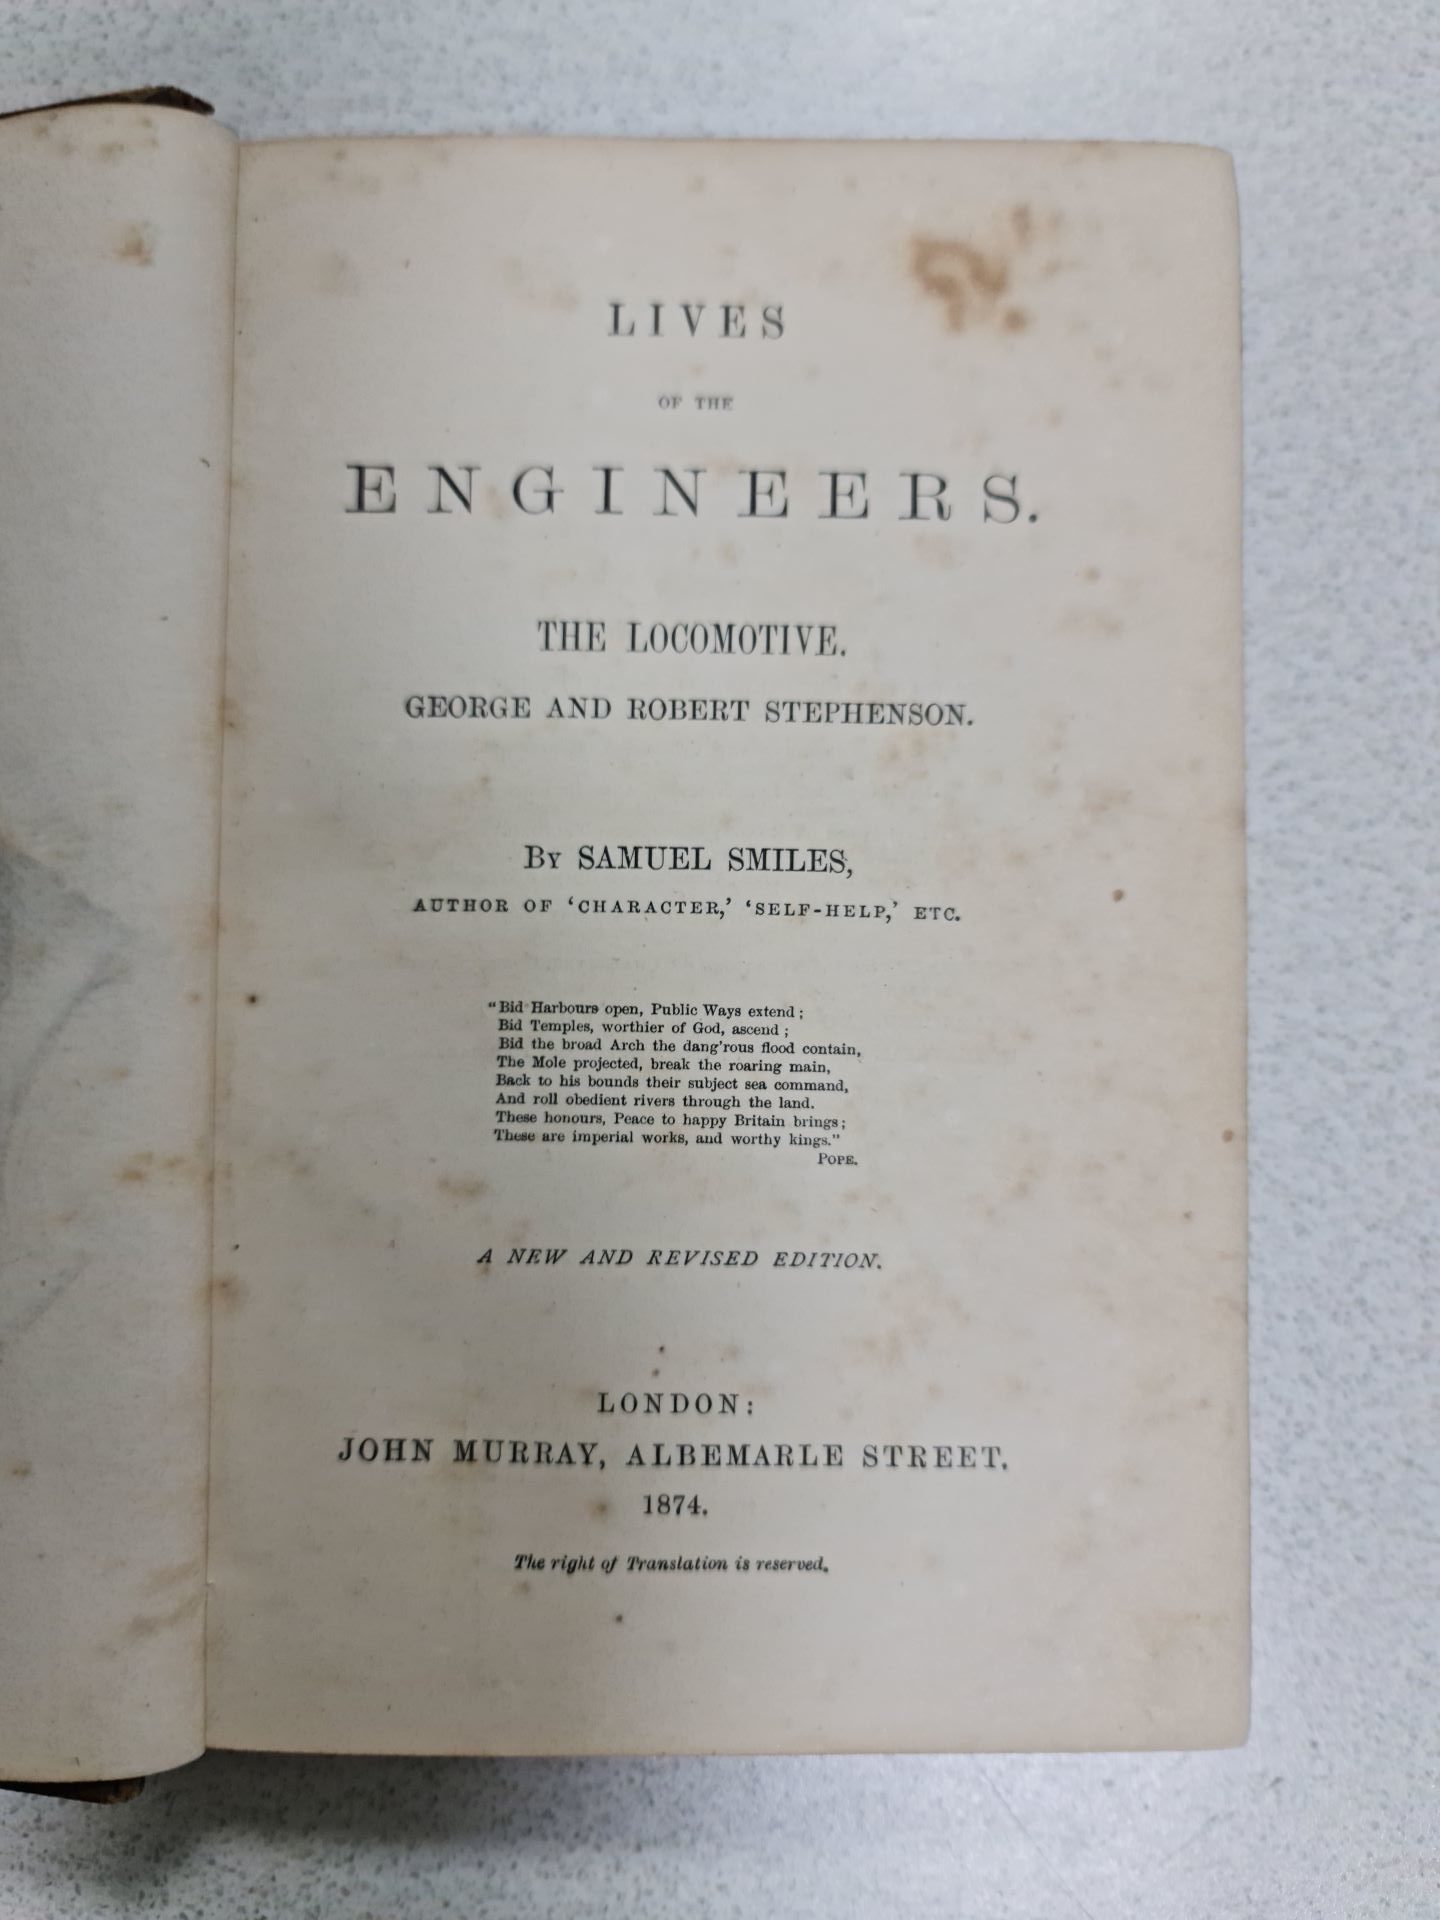 LIVES
OF THE
ENGINEERS.
THE LOCOMOTIVE.
GEORGE AND ROBERT STEPHENSON.
BY SAMUEL SMILES,
AUTHOR OF ‘CHARACTER,’ ‘SELF-HELP,’ ETC.
“Bid Harbours open, Public Ways extend;
Bid Temples, worthier of God, ascend;
Bid the broad Arch the dang’rous flood contain,
The Mole projected, break the roaring main,
Back to his bounds their subject sea command,
And roll obedient rivers through the land.
These honours, Peace to happy Britain brings;
These are imperial works, and worthy kings.”
POPE.
A NEW AND REVISED EDITION.
LONDON:
JOHN MURRAY, ALBEMARLE STREET.
1874.
The right of Translation is reserved.